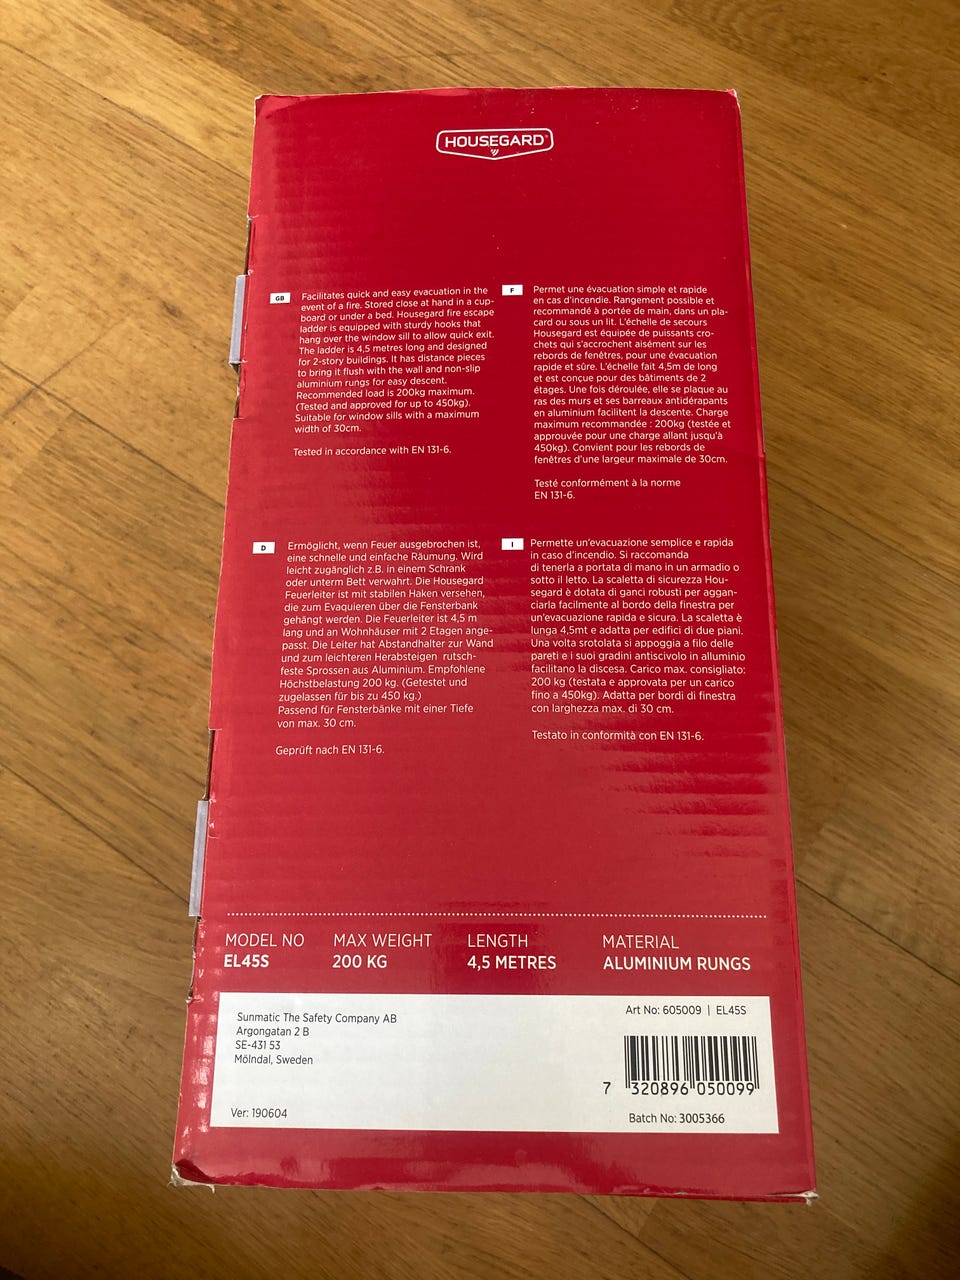 HOUSEGARD
GB
Facilitates quick and easy evacuation in the
event of a fire. Stored close at hand in a cup-
board or under a bed. Housegard fire escape
ladder is equipped with sturdy hooks that
hang over the window sill to allow quick exit.
The ladder is 4,5 metres long and designed
for 2-story buildings. It has distance pieces
to bring it flush with the wall and non-slip
aluminium rungs for easy descent.
Recommended load is 200kg maximum.
(Tested and approved for up to 450kg).
Suitable for window sills with a maximum
width of 30cm.
Tested in accordance with EN 131-6.
F
Permet une évacuation simple et rapide
en cas d'incendie. Rangement possible et
recommandé à portée de main, dans un pla-
card ou sous un lit. L'échelle de secours
Housegard est équipée de puissants cro-
chets qui s'accrochent aisément sur les
rebords de fenêtres, pour une évacuation
rapide et sûre. L'échelle fait 4,5m de long
et est conçue pour des bâtiments de 2
étages. Une fois déroulée, elle se plaque au
ras des murs et ses barreaux antidérapants
en aluminium facilitent la descente. Charge
maximum recommandée : 200kg (testée et
approuvée pour une charge allant jusqu'à
450kg). Convient pour les rebords de
fenêtres d'une largeur maximale de 30cm.
Testé conformément à la norme
EN 131-6.
D
Ermöglicht, wenn Feuer ausgebrochen ist,
eine schnelle und einfache Räumung. Wird
leicht zugänglich z.B. in einem Schrank
oder unterm Bett verwahrt. Die Housegard
Feuerleiter ist mit stabilen Haken versehen,
die zum Evaquieren über die Fensterbank
gehängt werden. Die Feuerleiter ist 4,5 m
lang und an Wohnhäuser mit 2 Etagen ange-
passt. Die Leiter hat Abstandhalter zur Wand
und zum leichteren Herabsteigen rutsch-
feste Sprossen aus Aluminium. Empfohlene
Höchstbelastung 200 kg. (Getestet und
zugelassen für bis zu 450 kg.)
Passend für Fensterbänke mit einer Tiefe
von max. 30 cm.
Geprüft nach EN 131-6.
I
Permette un'evacuazione semplice e rapida
in caso d'incendio. Si raccomanda
di tenerla a portata di mano in un armadio o
sotto il letto. La scaletta di sicurezza Hou-
segard è dotata di ganci robusti per aggan-
ciarla facilmente al bordo della finestra per
un'evacuazione rapida e sicura. La scaletta è
lunga 4,5mt e adatta per edifici di due piani.
Una volta srotolata si appoggia a filo delle
pareti e i suoi gradini antiscivolo in alluminio
facilitano la discesa. Carico max. consigliato:
200 kg (testata e approvata per un carico
fino a 450kg). Adatta per bordi di finestra
con larghezza max. di 30 cm.
Testato in conformità con EN 131-6.
MODEL NO MAX WEIGHT LENGTH MATERIAL
EL45S 200 KG 4,5 METRES ALUMINIUM RUNGS
Sunmatic The Safety Company AB
Argongatan 2 B
SE-431 53
Mölndal, Sweden
Ver: 190604
Art No: 605009 | EL45S
7 320896 050099
Batch No: 3005366